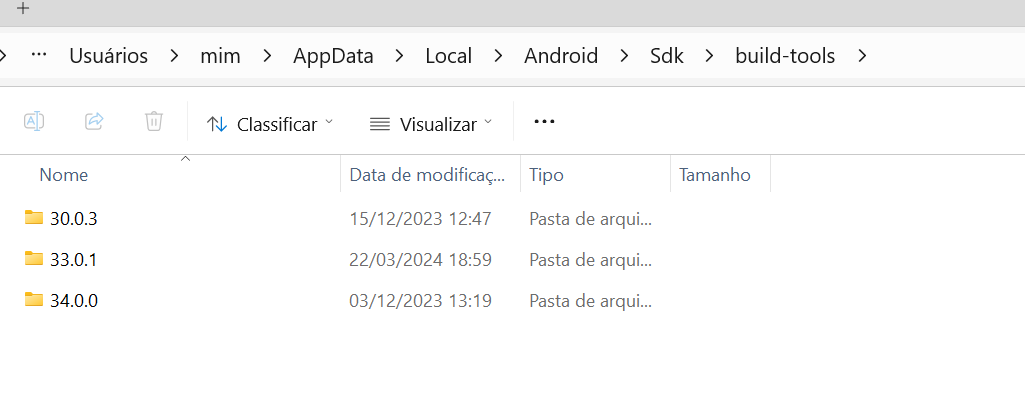 Usuários > mim > AppData > Local > Android > Sdk > build-tools >
Classificar Visualizar
Nome Data de modificaç... Tipo Tamanho
30.0.3 15/12/2023 12:47 Pasta de arqui...
33.0.1 22/03/2024 18:59 Pasta de arqui...
34.0.0 03/12/2023 13:19 Pasta de arqui...